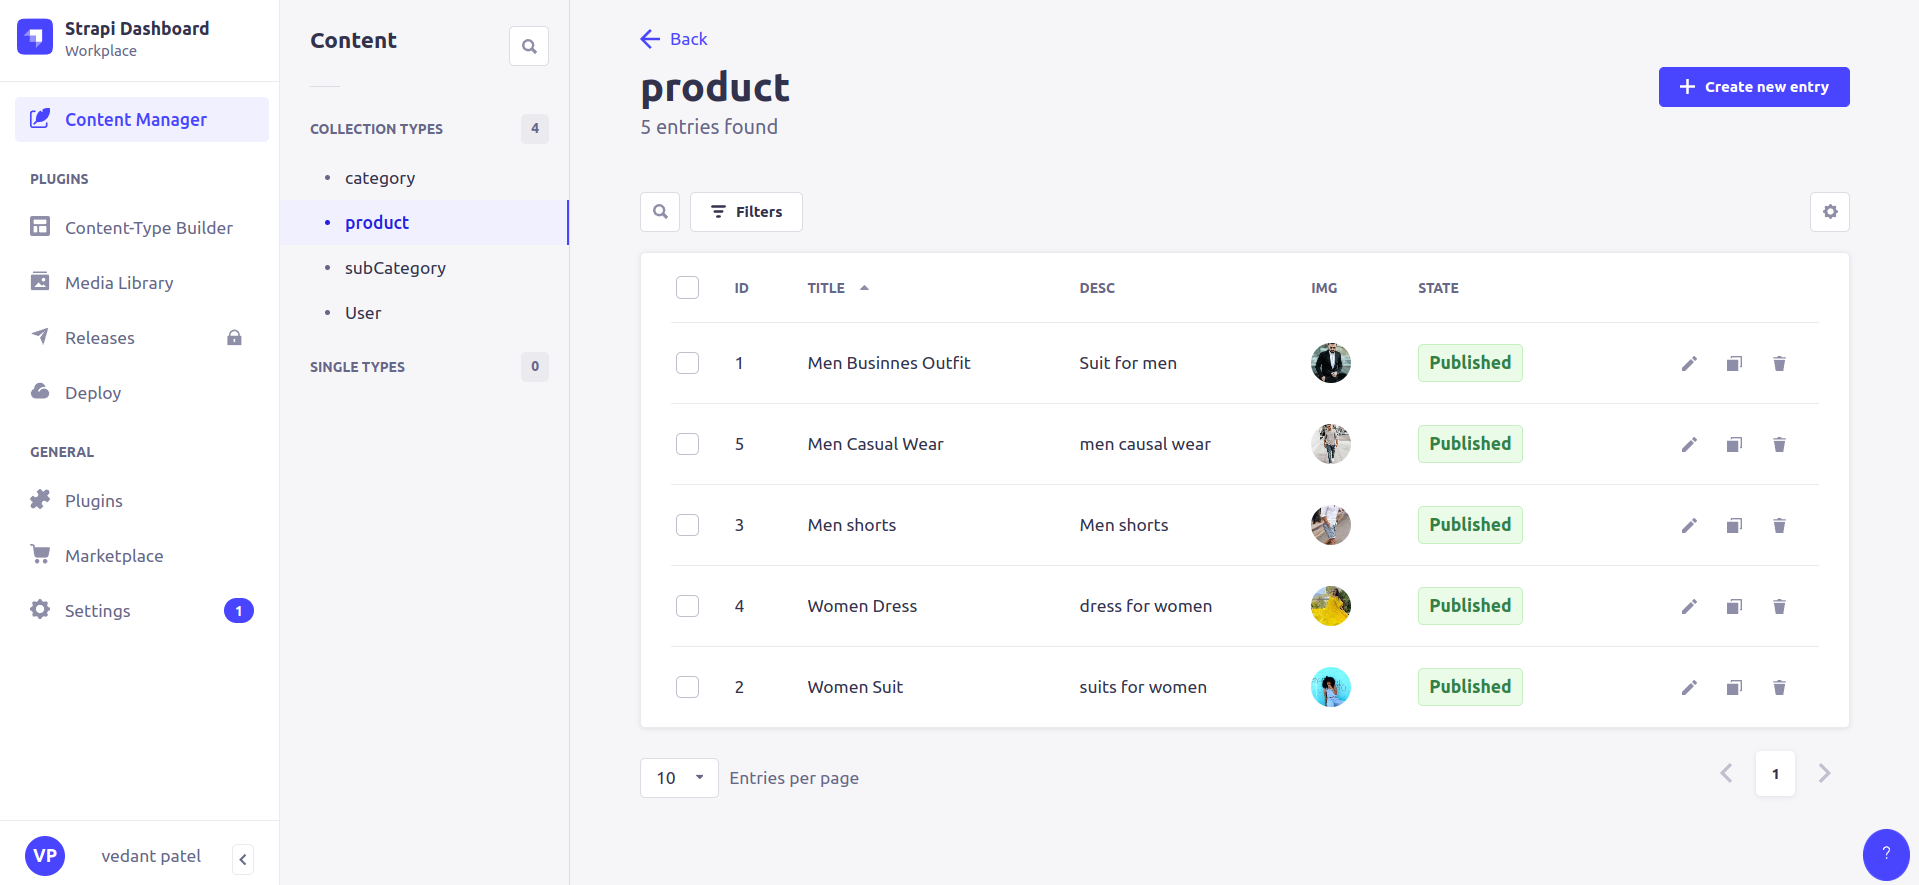 Strapi Dashboard
Workplace
Content Manager
PLUGINS
Content-Type Builder
Media Library
Releases
Deploy
GENERAL
Plugins
Marketplace
Settings 1
VP vedant patel
Content
COLLECTION TYPES 4
category
product
subCategory
User
SINGLE TYPES 0
Back
product
5 entries found
Create new entry
Filters
ID TITLE DESC IMG STATE
1 Men Businnes Outfit Suit for men Published
5 Men Casual Wear men causal wear Published
3 Men shorts Men shorts Published
4 Women Dress dress for women Published
2 Women Suit suits for women Published
10 Entries per page
1
?